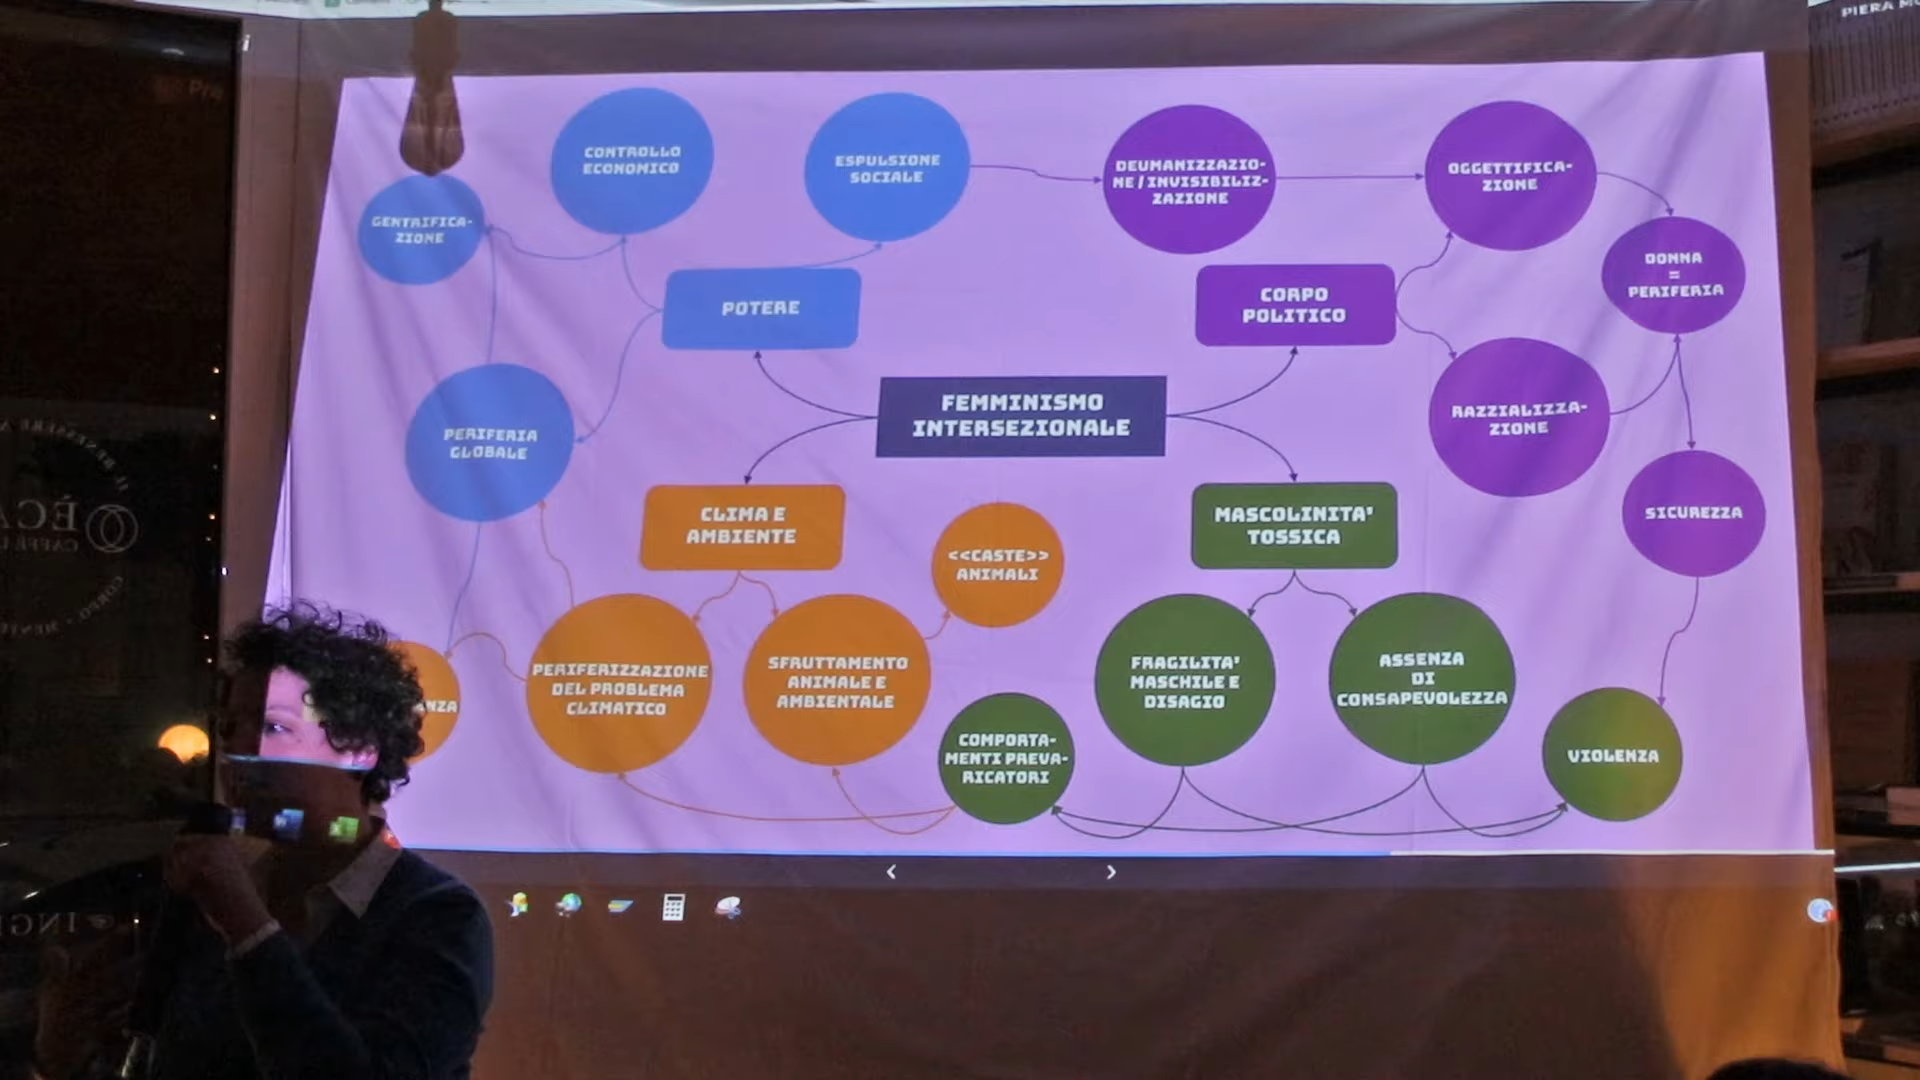 PIERA
CONTROLLO
ECONOMICO
ESPULSIONE
SOCIALE
DEUMANIZZAZIO-
NE / INVISIBILIZ-
ZAZIONE
OGGETTIFICA-
ZIONE
GENTRIFICA-
ZIONE
DONNA
=
PERIFERIA
POTERE
CORPO
POLITICO
FEMMINISMO
INTERSEZIONALE
PERIFERIA
GLOBALE
RAZZIALIZZA-
ZIONE
CLIMA E
AMBIENTE
<<CASTE>>
ANIMALI
MASCOLINITA'
TOSSICA
SICUREZZA
NZA
PERIFERIZZAZIONE
DEL PROBLEMA
CLIMATICO
SFRUTTAMENTO
ANIMALE E
AMBIENTALE
FRAGILITA'
MASCHILE E
DISAGIO
ASSENZA
DI
CONSAPEVOLEZZA
COMPORTA-
MENTI PREVA-
RICATORI
VIOLENZA